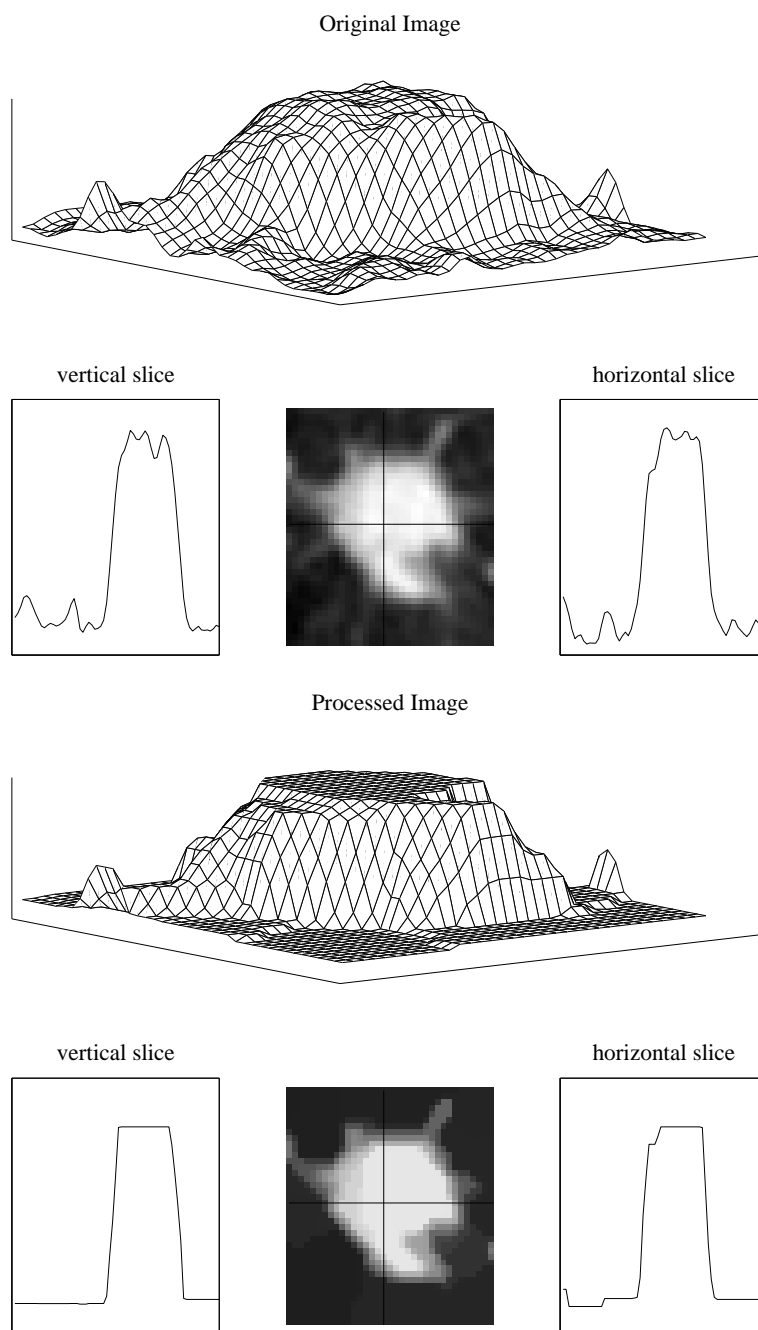 Original Image
vertical slice
horizontal slice
Processed Image
vertical slice
horizontal slice